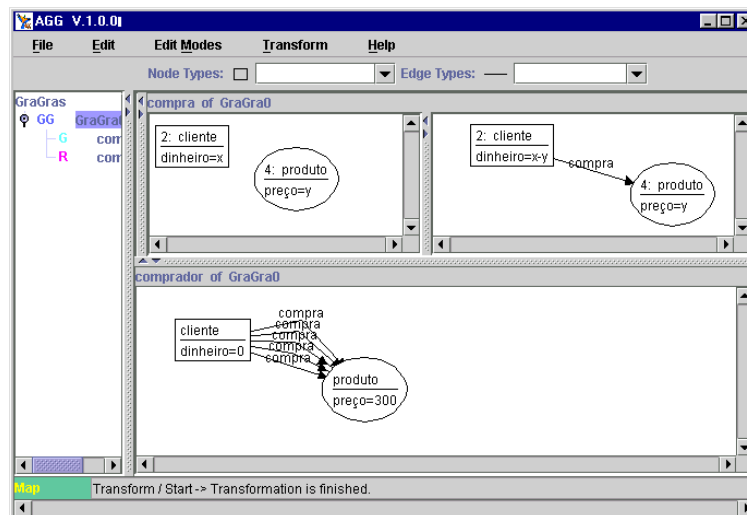 AGG V.1.0.0
File Edit Edit Modes Transform Help
Node Types: Edge Types:
GraGras
GG GraGra
G com
R com
compra of GraGra0
2: cliente
dinheiro=x
4: produto
preço=y
2: cliente
dinheiro=x-y
compra
4: produto
preço=y
comprador of GraGra0
cliente
dinheiro=0
compra
compra
compra
compra
compra
produto
preço=300
Map Transform / Start -> Transformation is finished.